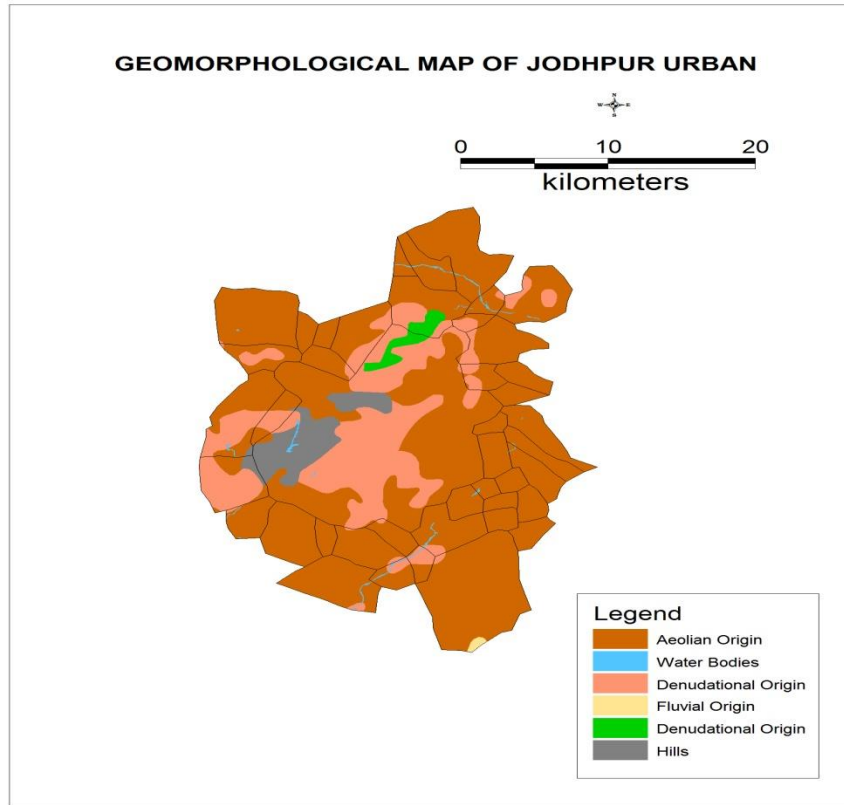 GEOMORPHOLOGICAL MAP OF JODHPUR URBAN
N
W E
S
0 10 20
kilometers
Legend
Aeolian Origin
Water Bodies
Denudational Origin
Fluvial Origin
Denudational Origin
Hills